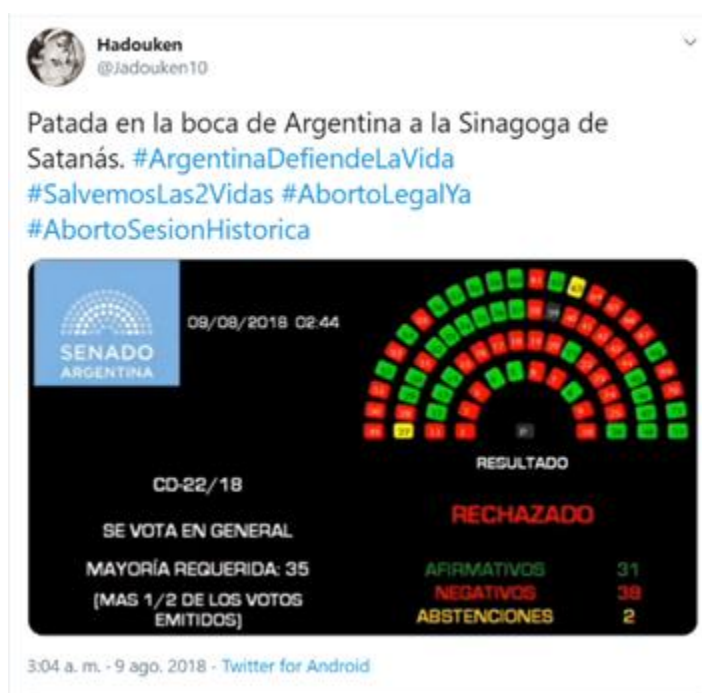 Hadouken
@Jadouken10
Patada en la boca de Argentina a la Sinagoga de
Satanás. #ArgentinaDefiendeLaVida
#SalvemosLas2Vidas #AbortoLegalYa
#AbortoSesionHistorica
SENADO
ARGENTINA
09/08/2018 02:44
RESULTADO
CD-22/18
RECHAZADO
SE VOTA EN GENERAL
MAYORÍA REQUERIDA: 35
(MAS 1/2 DE LOS VOTOS
EMITIDOS)
AFIRMATIVOS 31
NEGATIVOS 38
ABSTENCIONES 2
3:04 a. m. - 9 ago. 2018 - Twitter for Android